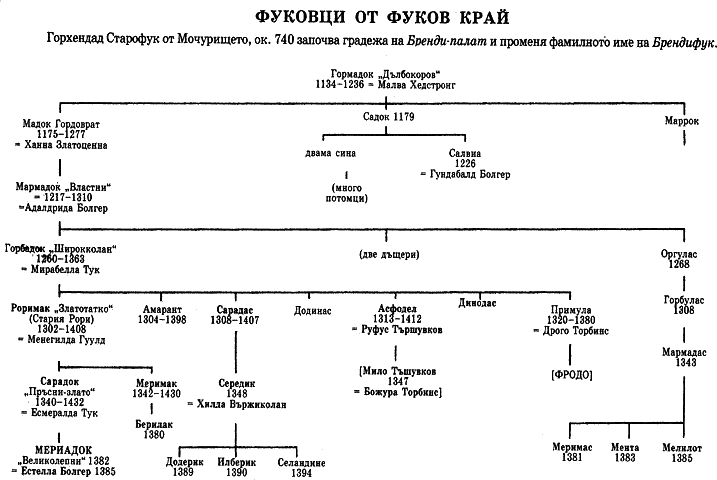 ФУКОВЦИ ОТ ФУКОВ КРАЙ
Горхендад Старофук от Мочурището, ок. 740 започва градежа на Бренди-палат и променя фамилното име на Брендифук.
Гормадок „Дълбокоров“
1134-1236 = Малва Хедстронг
Мадок Гордоврат
1175-1277
= Ханна Златоценна
Садок 1179
Маррок
двама сина
(много
потомци)
Салвиа
1226
= Гундабалд Болгер
Мармадок „Властни“
= 1217-1310
=Адалдрида Болгер
Горбадок „Широкколан“
1260-1363
= Мирабелла Тук
(две дъщери)
Оргулас
1268
Роримак „Златотатко“
(Стария Рори)
1302-1408
= Менегилда Гуулд
Амарант
1304-1398
Сарадас
1308-1407
Додинас
Асфодел
1313-1412
= Руфус Тършувков
Динодас
Примула
1320-1380
= Дрого Торбинс
Горбулас
1308
Сарадок
„Пръсни-злато“
1340-1432
= Есмералда Тук
Меримак
1342-1430
Берилак
1380
Середик
1348
= Хилда Вържиколан
[Мило Тъшувков
1347
= Божура Торбинс]
[ФРОДО]
Мармадас
1343
МЕРИАДОК
„Великолепни“ 1382
= Естелла Болгер 1385
Долерик
1389
Илберик
1390
Селандине
1394
Меримас
1381
Мента
1383
Мелилот
1385